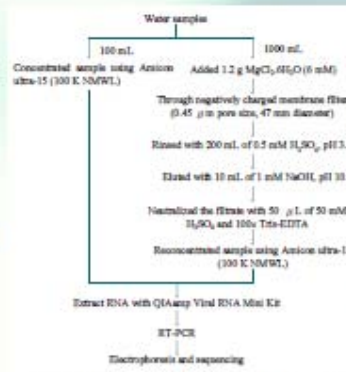 Water samples
100 mL
1000 mL
Concentrated sample using Amicon
ultra-15 (100 K NMWL)
Added 1.2 g MgCl₂.6H₂O (6 mM)
Through negatively charged membrane filter
(0.45 μm pore size, 47 mm diameter)
Rinsed with 200 mL of 0.5 mM H₂SO₄, pH 3.
Eluted with 10 mL of 1 mM NaOH, pH 10.
Neutralized the filtrate with 50 μL of 50 mM
H₂SO₄ and 100x Tris-EDTA
Reconcentrated sample using Amicon ultra-1
(100 K NMWL)
Extract RNA with QIAamp Viral RNA Mini Kit
RT-PCR
Electrophoresis and sequencing